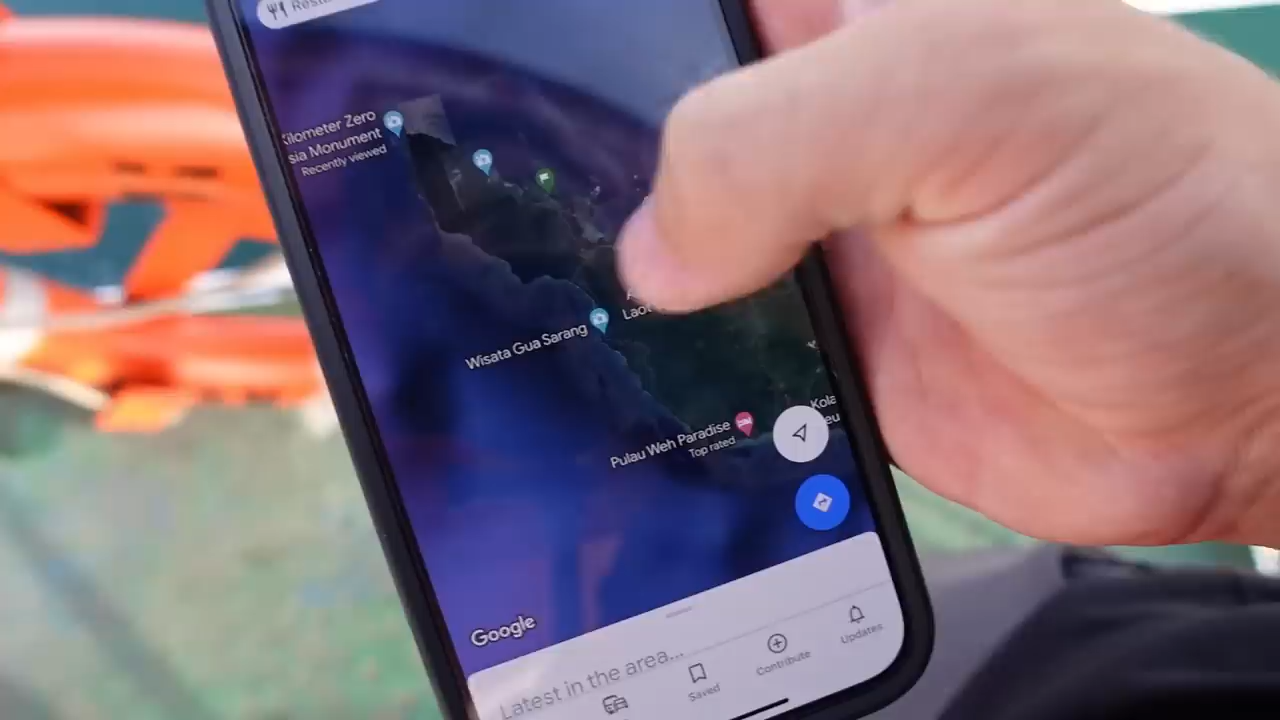 Kilometer Zero
sia Monument
Recently viewed
Wisata Gua Sarang
Pulau Weh Paradise
Top rated
Google
Latest in the area...
Saved
Contribute
Updates